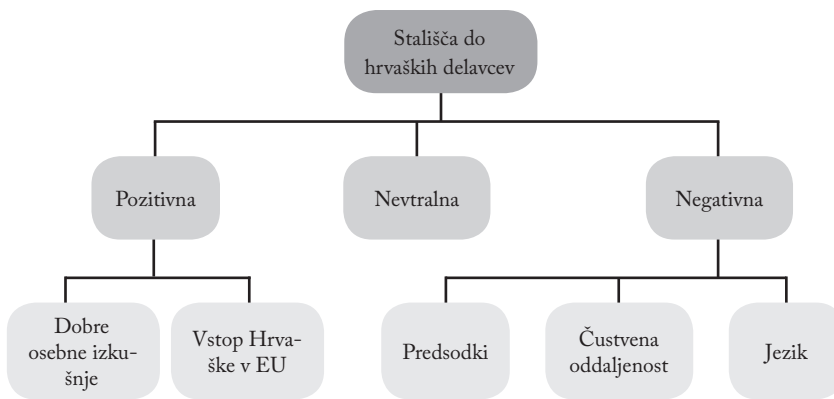 Stališča do
hrvaških delavcev
Pozitivna
Nevtralna
Negativna
Dobre
osebne izku-
šnje
Vstop Hrva-
ške v EU
Predsodki
Čustvena
oddaljenost
Jezik